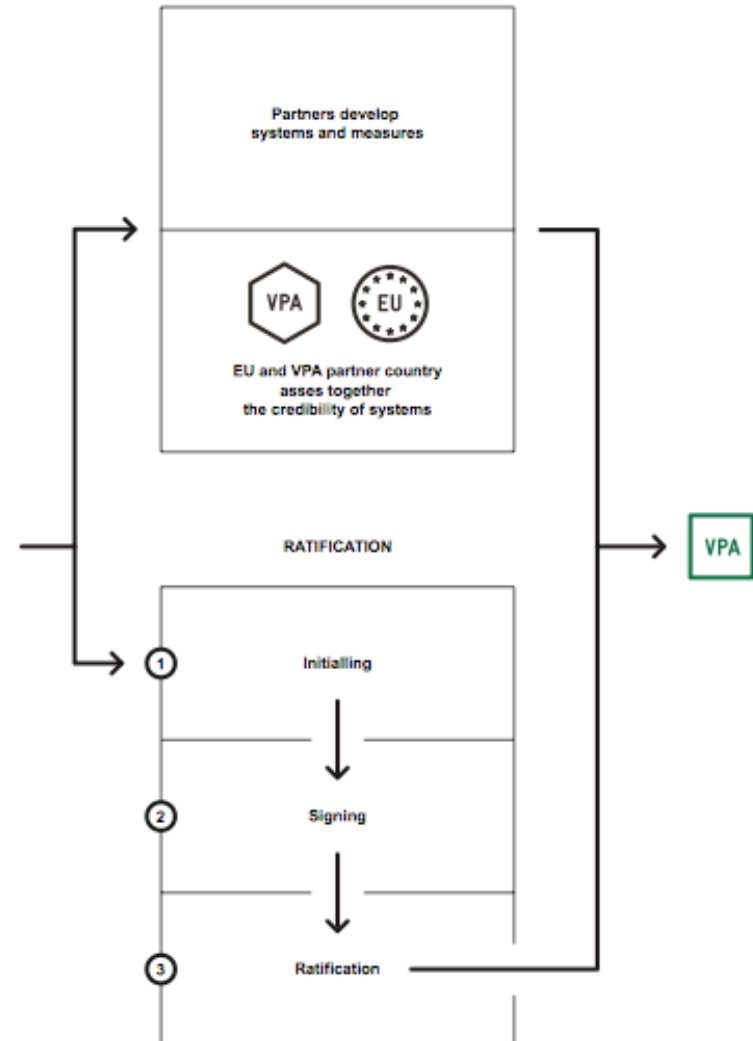 Partners develop
systems and measures
VPA
EU
EU and VPA partner country
asses together
the credibility of systems
RATIFICATION
VPA
1
Initialling
2
Signing
3
Ratification